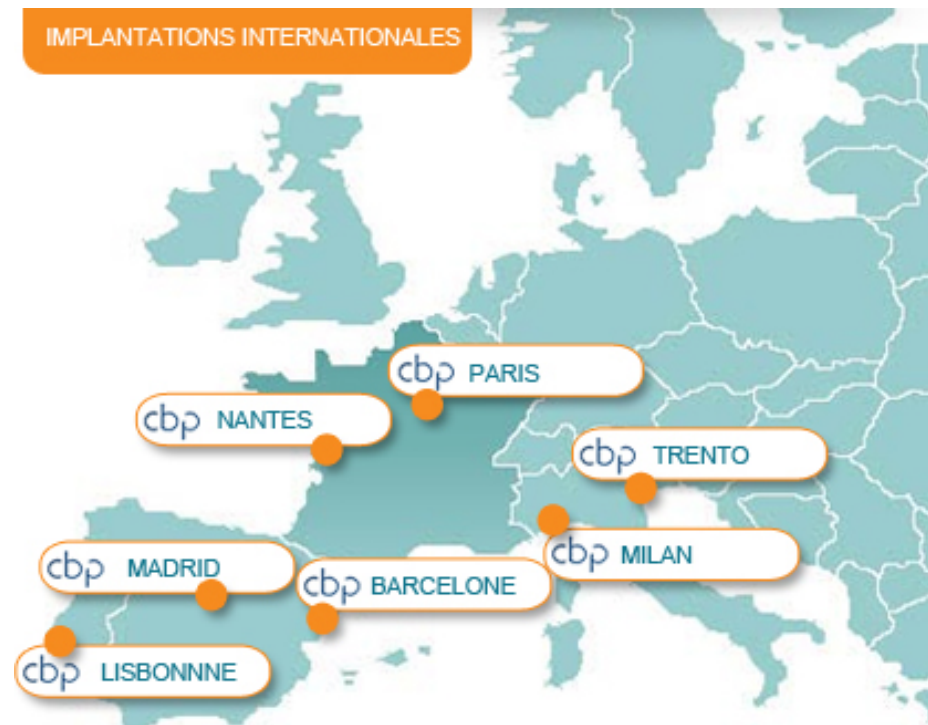 IMPLANTATIONS INTERNATIONALES
cbp PARIS
cbp NANTES
cbp TRENTO
cbp MILAN
cbp MADRID
cbp BARCELONE
cbp LISBONNNE